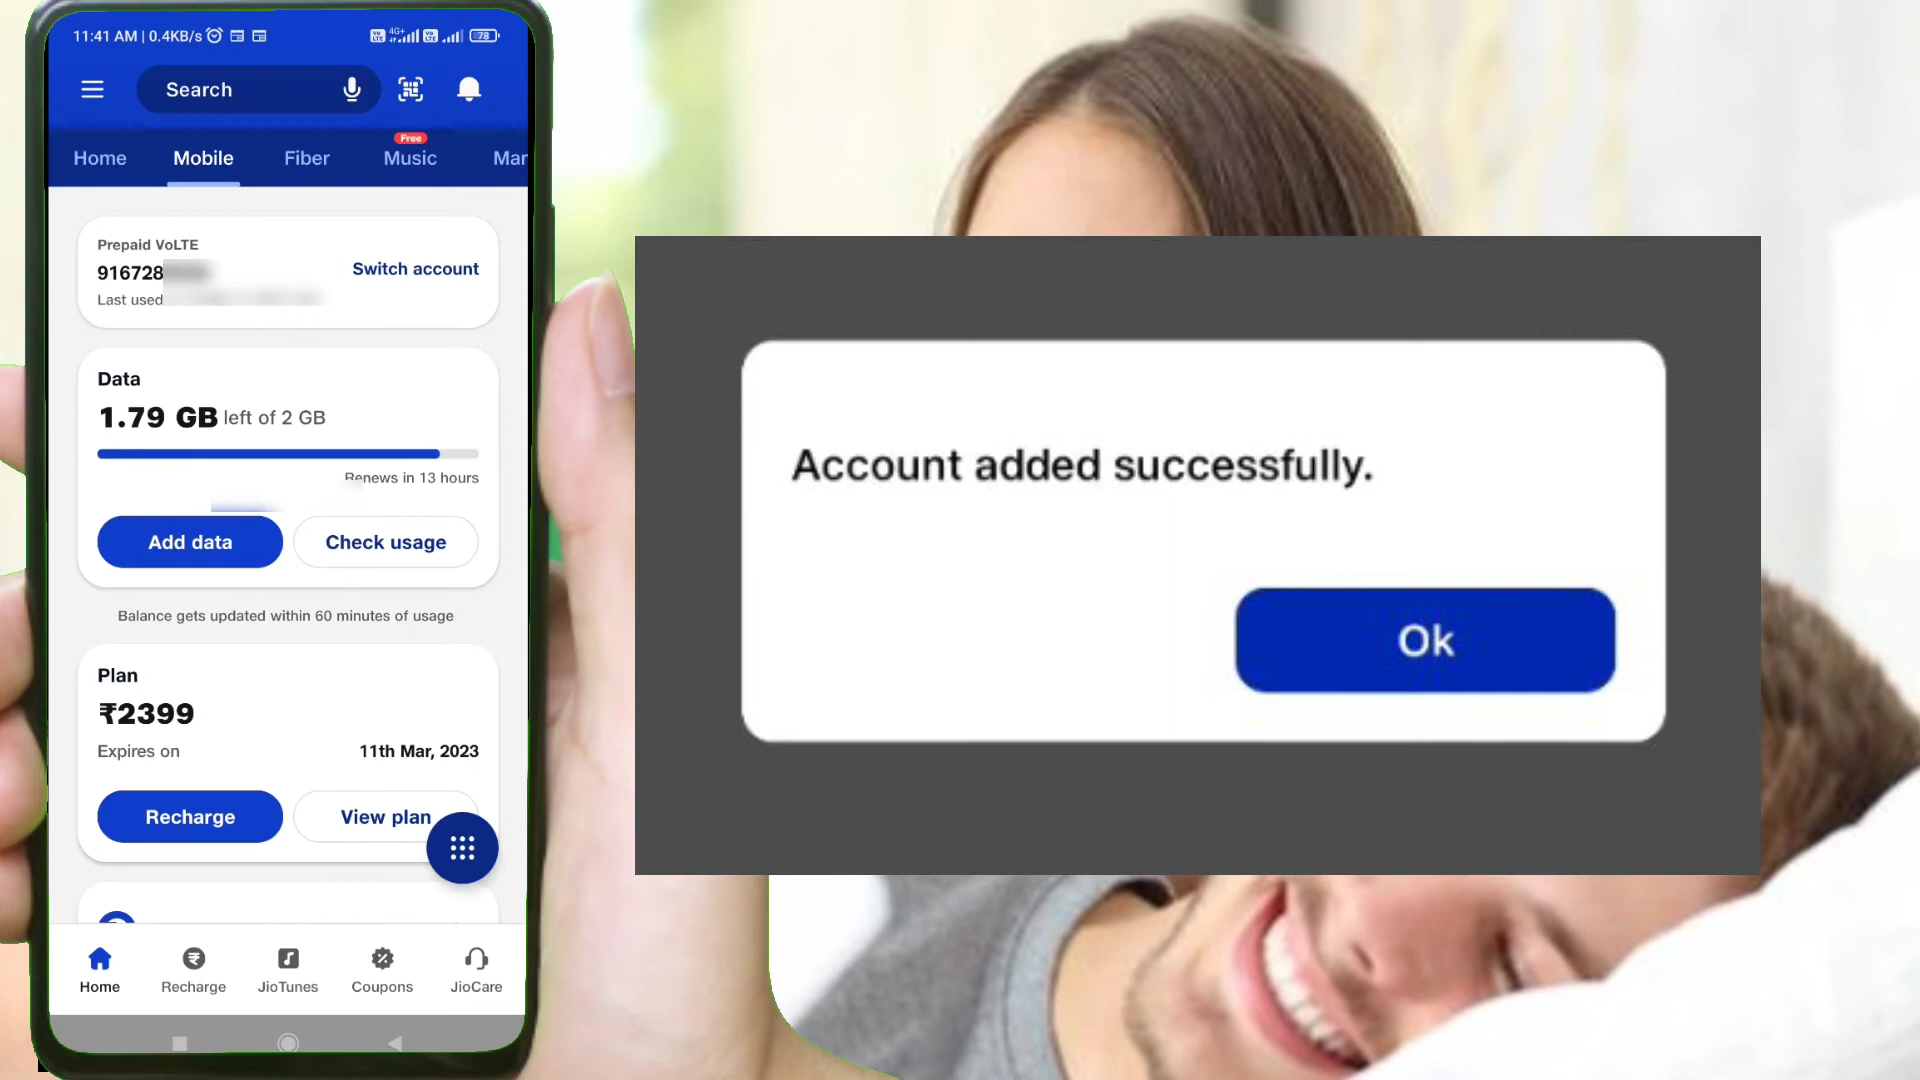 11:41 AM | 0.4KB/s
4G+
78
Search
Free
Home Mobile Fiber Music Mar
Prepaid VoLTE
916728
Switch account
Last used
Data
1.79 GB left of 2 GB
Renews in 13 hours
Add data
Check usage
Balance gets updated within 60 minutes of usage
Plan
₹2399
Expires on
11th Mar, 2023
Recharge
View plan
Home Recharge JioTunes Coupons JioCare
Account added successfully.
Ok